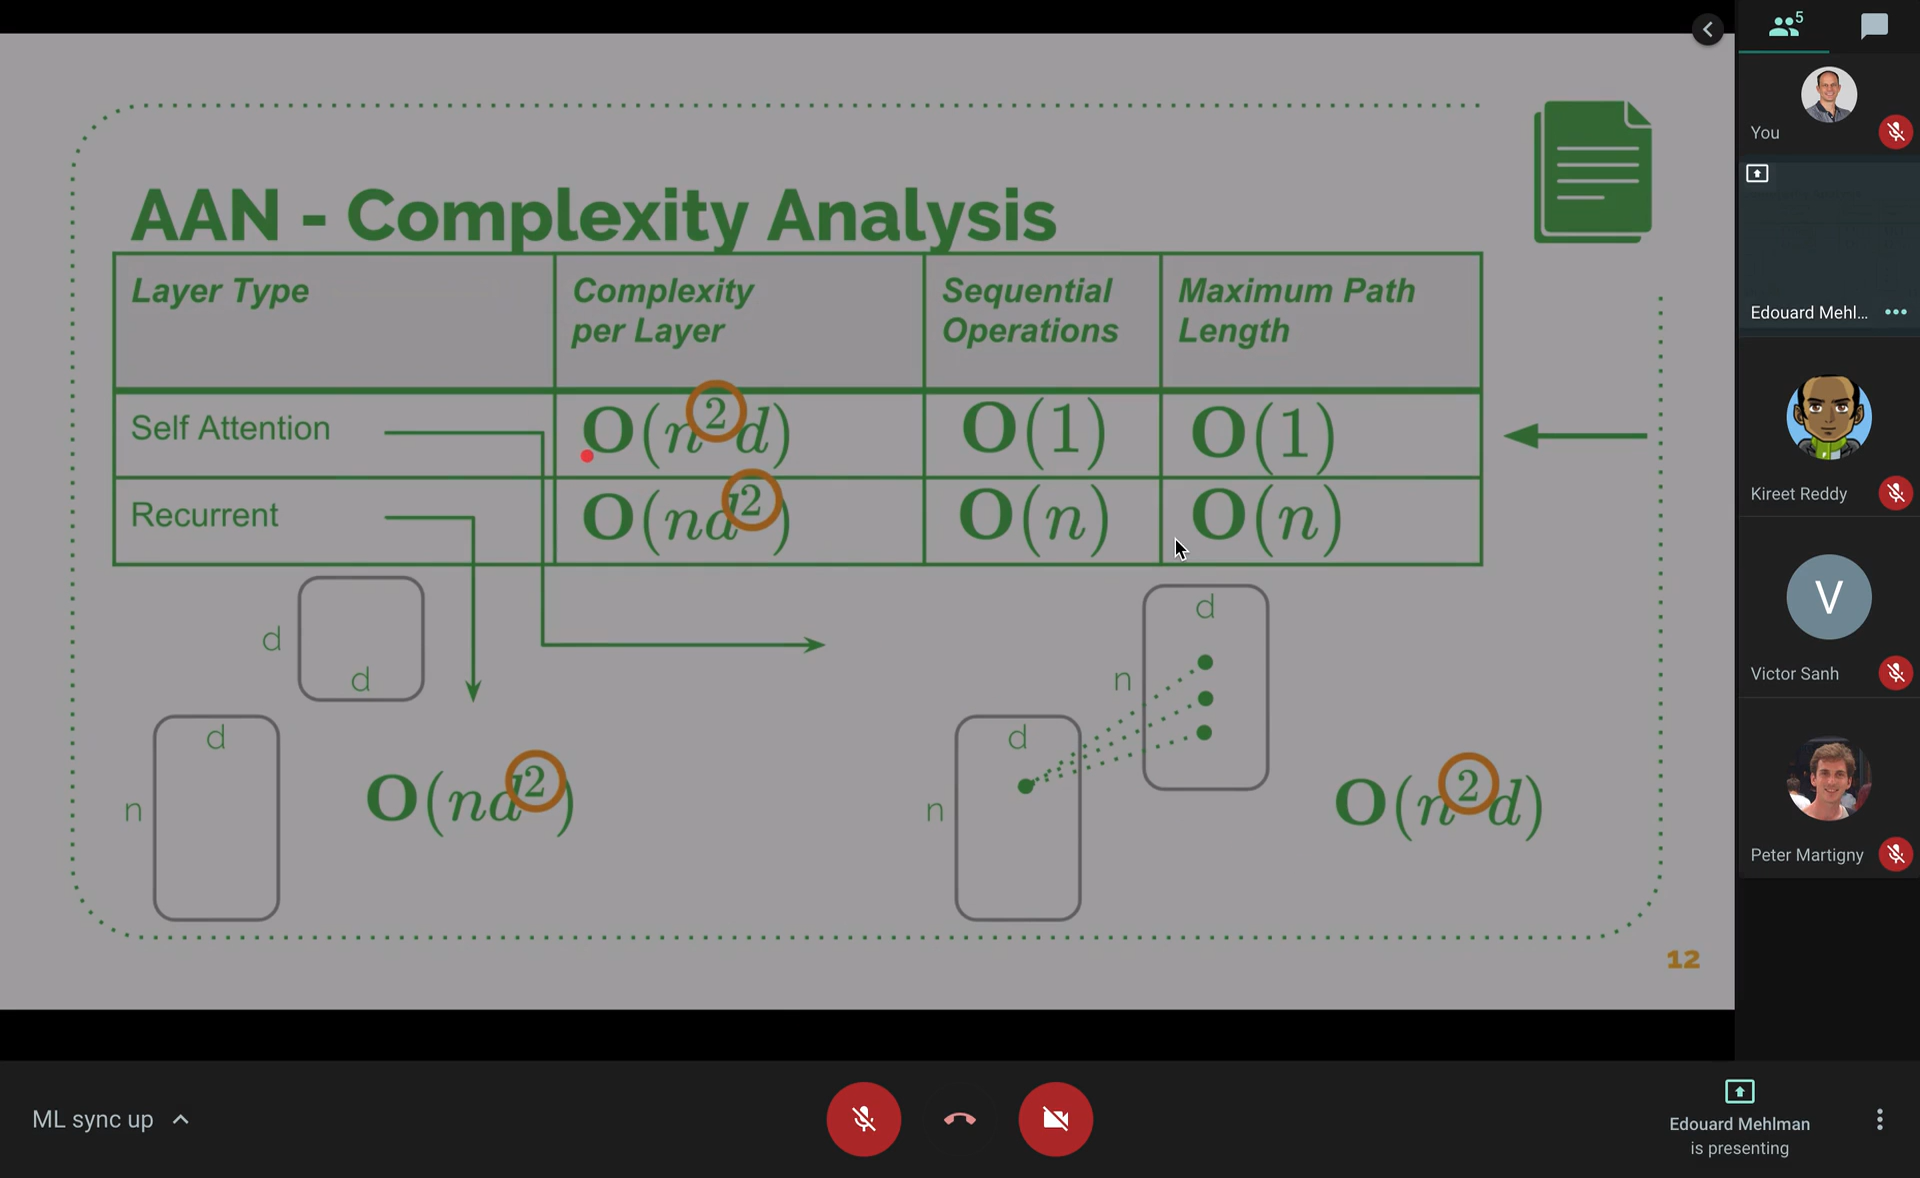 AAN - Complexity Analysis
Layer Type
Complexity
per Layer
Sequential
Operations
Maximum Path
Length
Self Attention
O(n²d)
O(1)
O(1)
Recurrent
O(nd²)
O(n)
O(n)
d
d
d
n
O(nd²)
d
n
d
n
O(n²d)
12
5
You
Edouard Mehl...
Kireet Reddy
V
Victor Sanh
Peter Martigny
ML sync up
Edouard Mehlman
is presenting